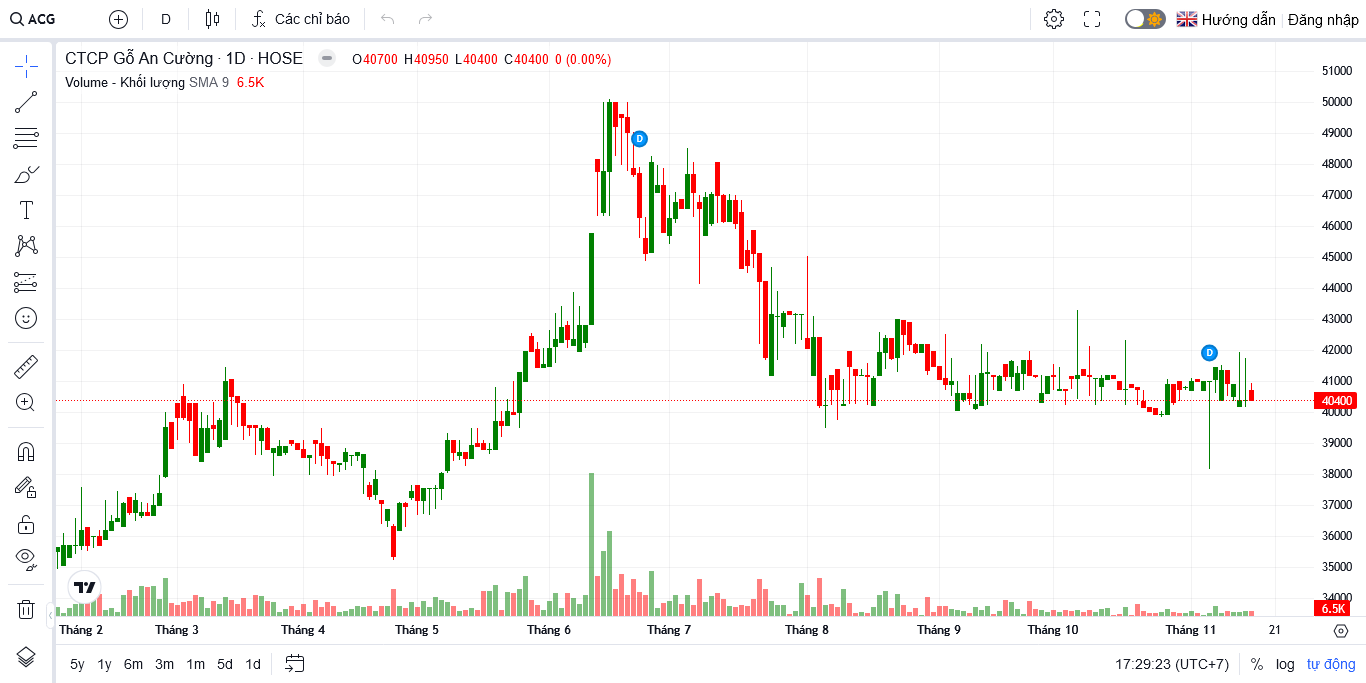 ACG D Các chỉ báo Hướng dẫn Đăng nhập
CTCP Gỗ An Cường · 1D · HOSE O40700 H40950 L40400 C40400 0 (0.00%)
Volume - Khối lượng SMA 9 6.5K
51000
50000
49000
D
48000
47000
46000
45000
44000
43000
42000
D
41000
40400
40000
39000
38000
37000
36000
35000
34000
6.5K
Tháng 2 Tháng 3 Tháng 4 Tháng 5 Tháng 6 Tháng 7 Tháng 8 Tháng 9 Tháng 10 Tháng 11 21
5y 1y 6m 3m 1m 5d 1d 17:29:23 (UTC+7) % log tự động